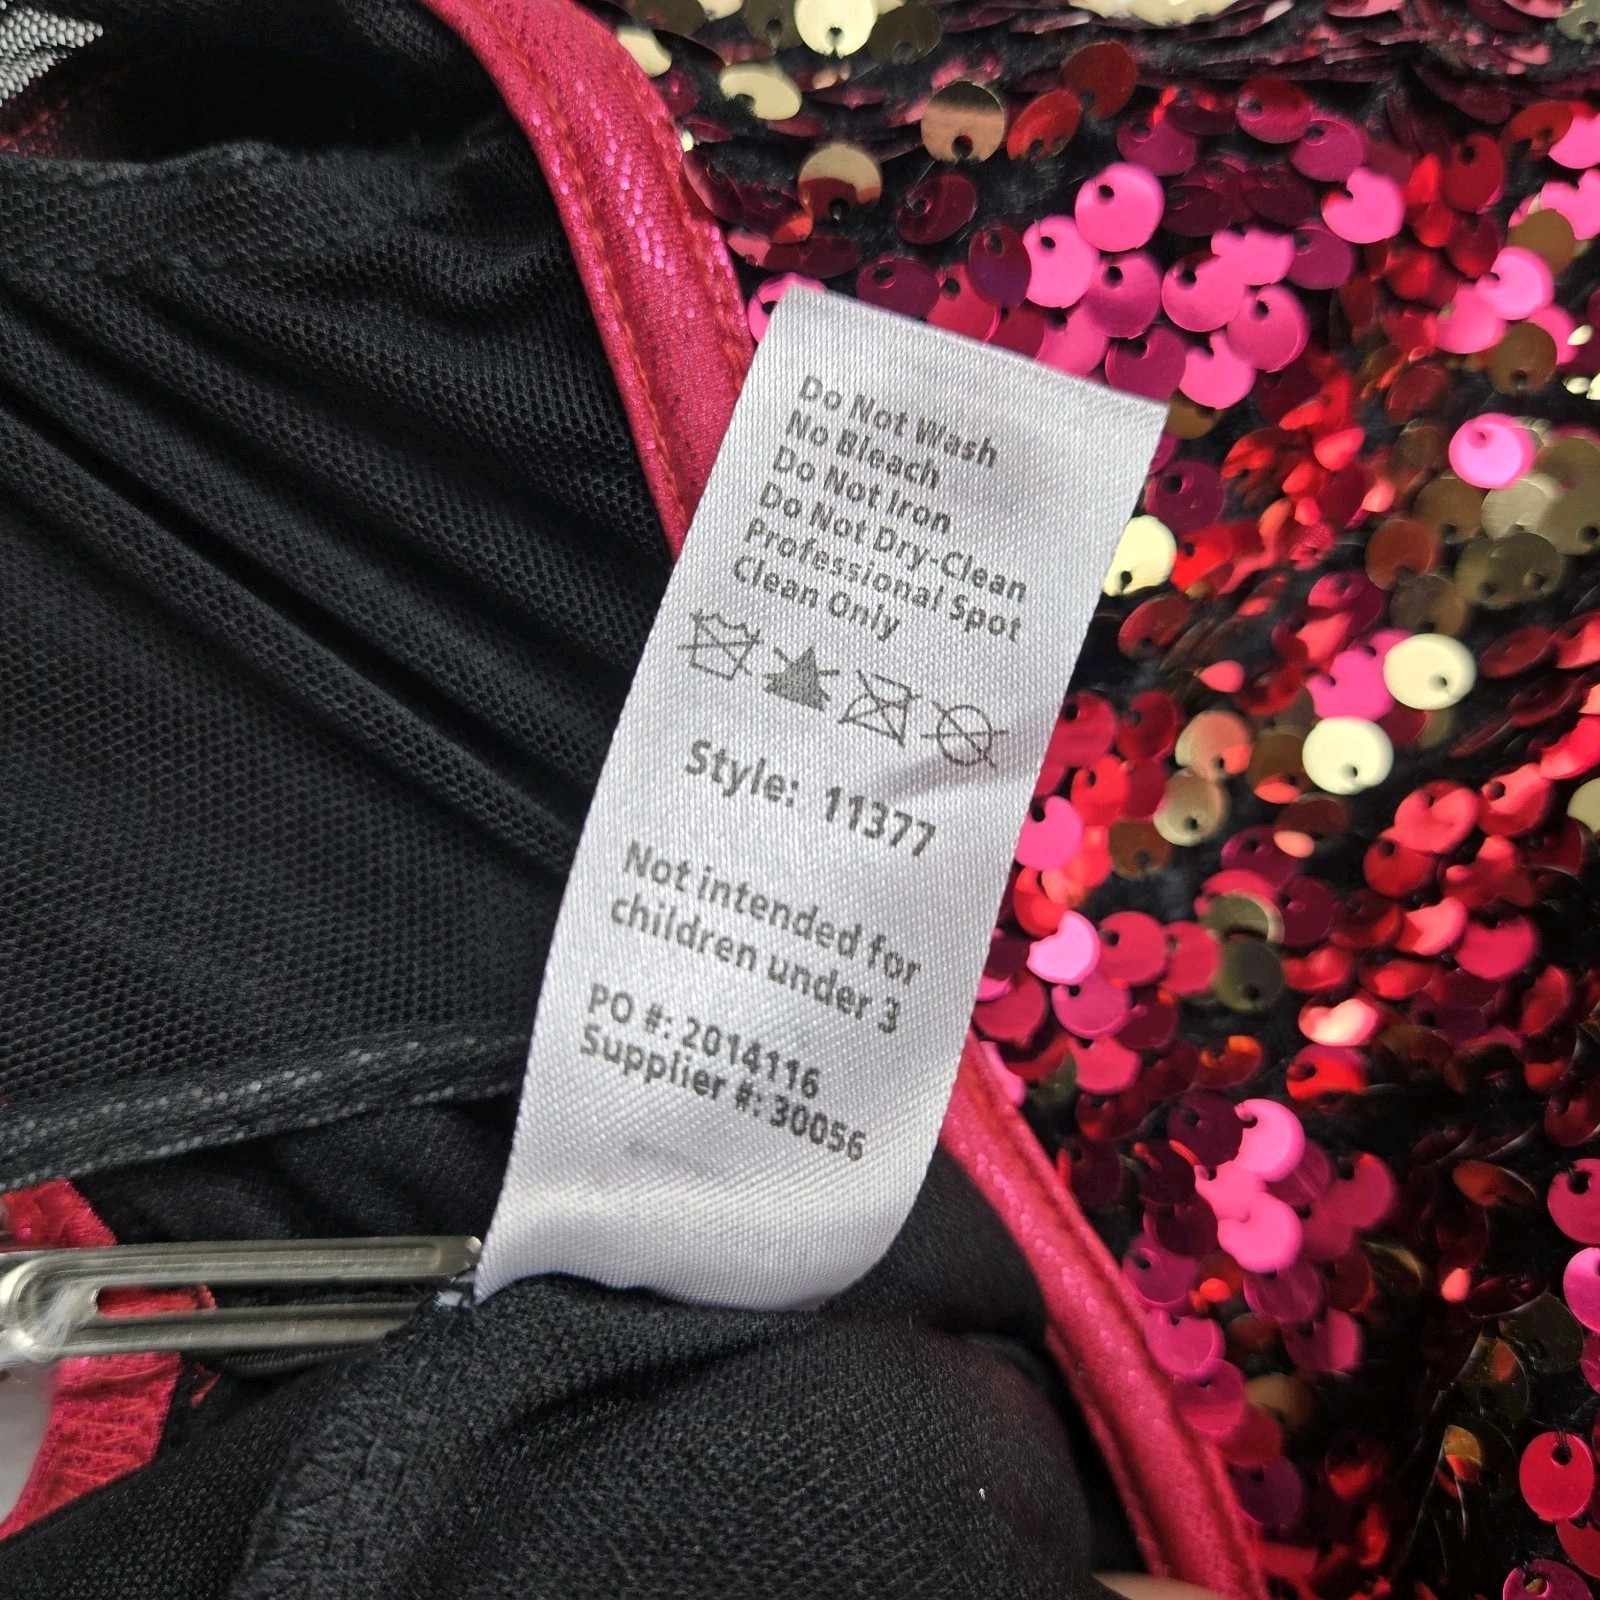 Do Not Wash
No Bleach
Do Not Iron
Do Not Dry-Clean
Professional Spot
Clean Only
Style: 11377
Not intended for
children under 3
PO #: 2014116
Supplier #: 30056